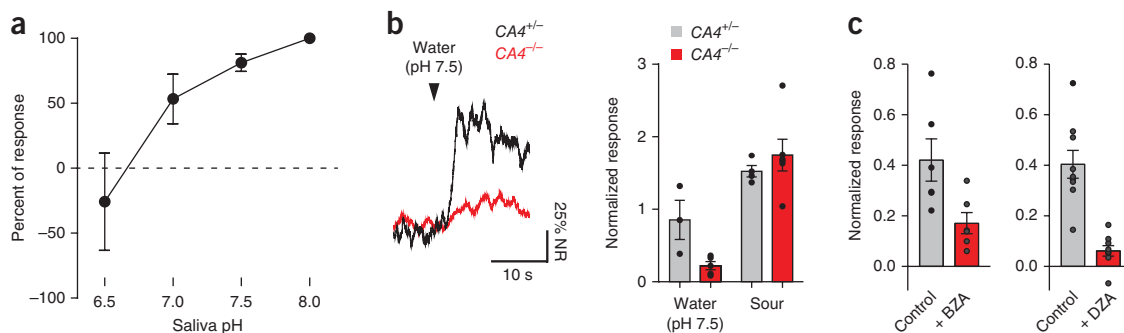 a
Percent of response
100
50
0
−50
−100
6.5 7.0 7.5 8.0
Saliva pH
b
CA4+/–
CA4–/–
Water
(pH 7.5)
25% NR
10 s
CA4+/–
CA4–/–
Normalized response
3
2
1
0
Water
(pH 7.5)
Sour
c
Normalized response
0.8
0.6
0.4
0.2
0.0
Control
+ BZA
0.8
0.6
0.4
0.2
0.0
Control
+ DZA